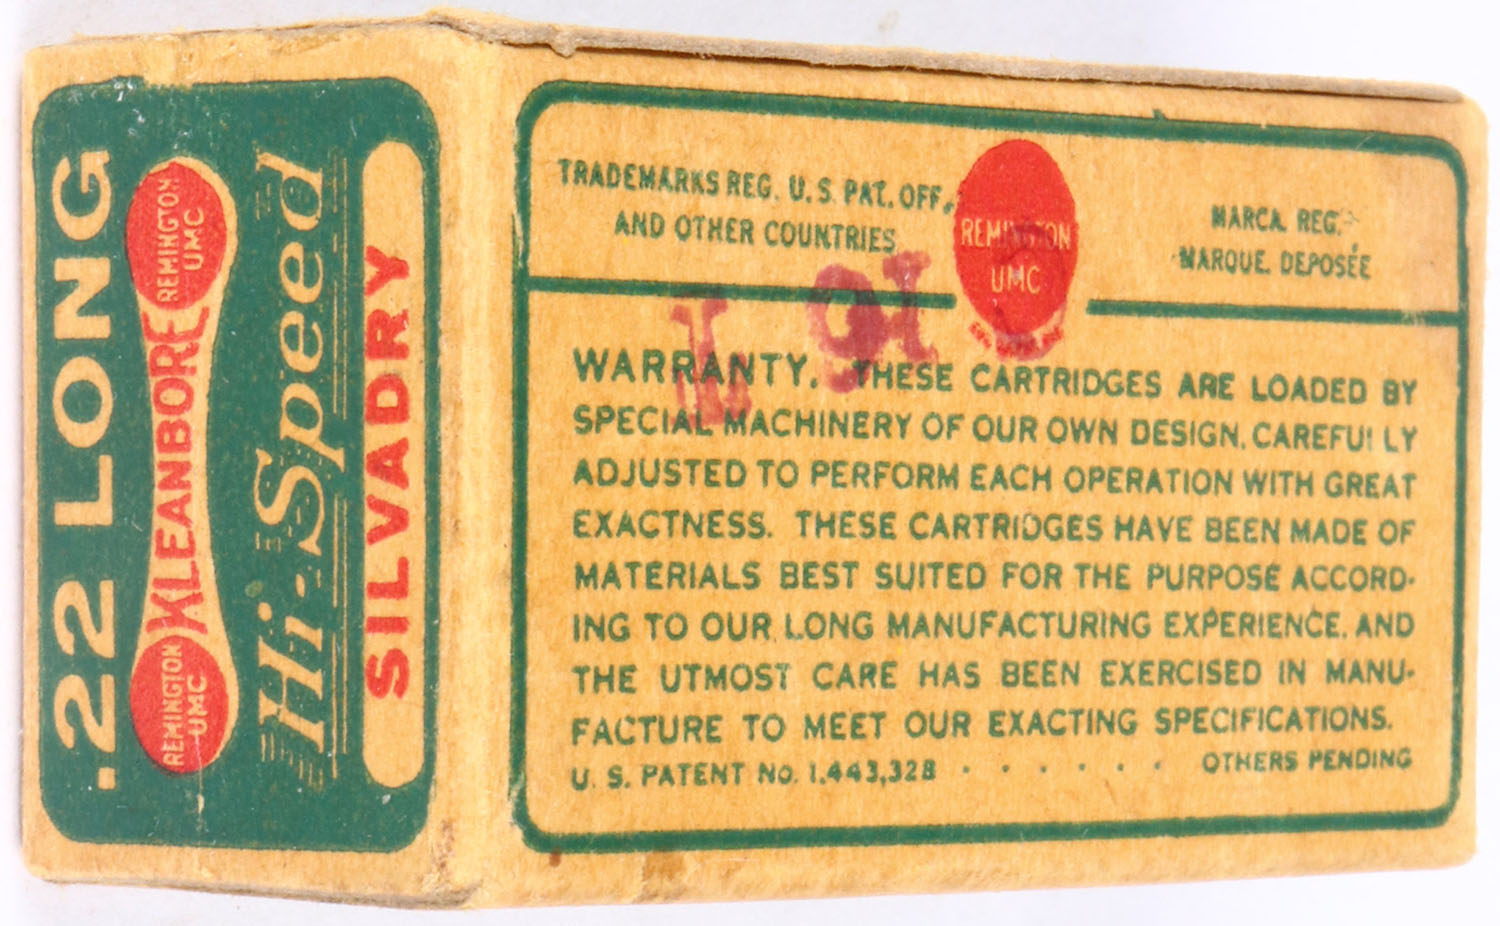 .22 LONG
REMINGTON
UMC
KLEANBORE
REMINGTON
UMC
Hi-Speed
SILVADRY
TRADEMARKS REG. U.S. PAT. OFF.
AND OTHER COUNTRIES
REMINGTON
UMC
MARCA. REG.
MARQUE. DEPOSÉE
WARRANTY. THESE CARTRIDGES ARE LOADED BY
SPECIAL MACHINERY OF OUR OWN DESIGN, CAREFULLY
ADJUSTED TO PERFORM EACH OPERATION WITH GREAT
EXACTNESS. THESE CARTRIDGES HAVE BEEN MADE OF
MATERIALS BEST SUITED FOR THE PURPOSE ACCORD-
ING TO OUR LONG MANUFACTURING EXPERIENCE, AND
THE UTMOST CARE HAS BEEN EXERCISED IN MANU-
FACTURE TO MEET OUR EXACTING SPECIFICATIONS.
U. S. PATENT No. 1,443,328 . . . . . . OTHERS PENDING